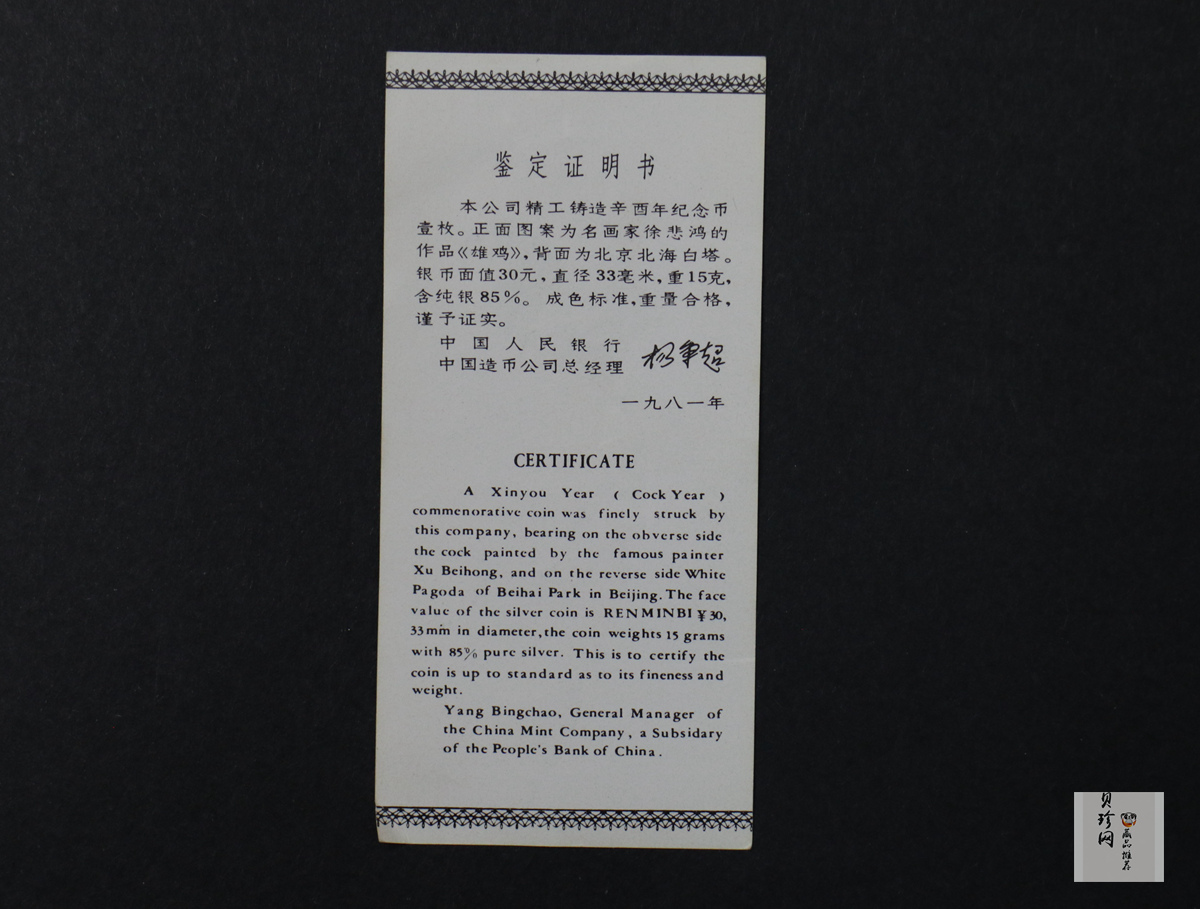 鉴定证明书
本公司精工铸造辛酉年纪念币
壹枚。正面图案为名画家徐悲鸿的
作品《雄鸡》,背面为北京北海白塔。
银币面值30元,直径33毫米,重15克,
含纯银85%。成色标准,重量合格,
谨予证实。
中国人民银行
中国造币公司总经理
一九八一年
CERTIFICATE
A Xinyou Year ( Cock Year )
commenorative coin was finely struck by
this company, bearing on the obverse side
the cock painted by the famous painter
Xu Beihong, and on the reverse side White
Pagoda of Beihai Park in Beijing. The face
value of the silver coin is RENMINBI ¥30,
33mm in diameter, the coin weights 15 grams
with 85% pure silver. This is to certify the
coin is up to standard as to its fineness and
weight.
Yang Bingchao, General Manager of
the China Mint Company, a Subsidary
of the People's Bank of China.
贝珍网
藏品推荐